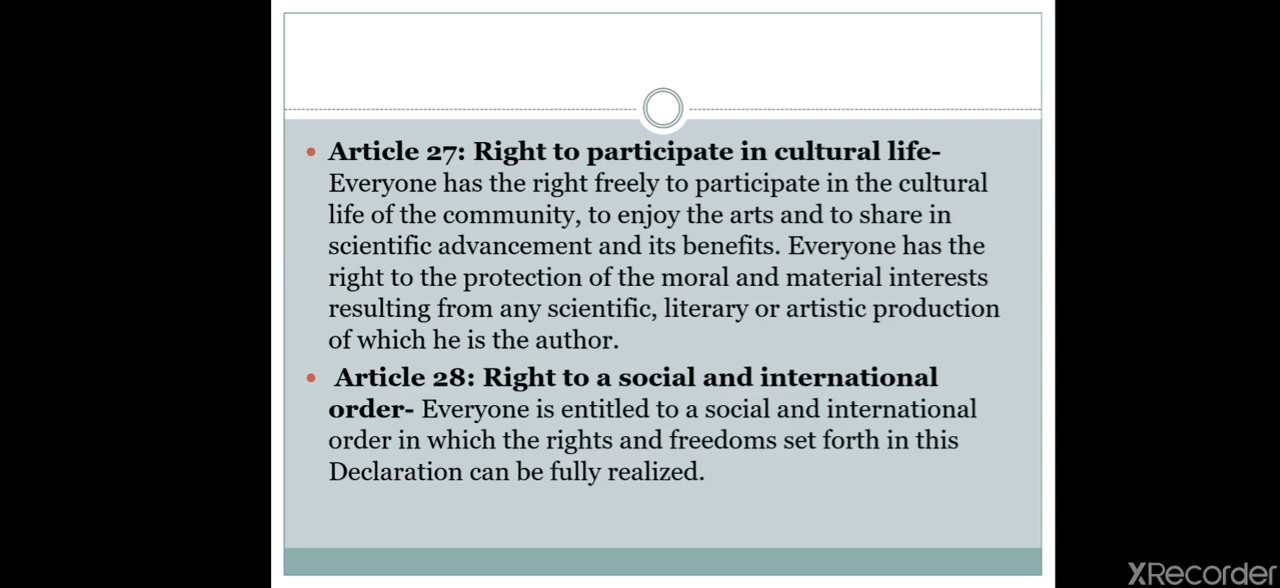 Article 27: Right to participate in cultural life-
Everyone has the right freely to participate in the cultural
life of the community, to enjoy the arts and to share in
scientific advancement and its benefits. Everyone has the
right to the protection of the moral and material interests
resulting from any scientific, literary or artistic production
of which he is the author.
Article 28: Right to a social and international
order- Everyone is entitled to a social and international
order in which the rights and freedoms set forth in this
Declaration can be fully realized.
XRecorder